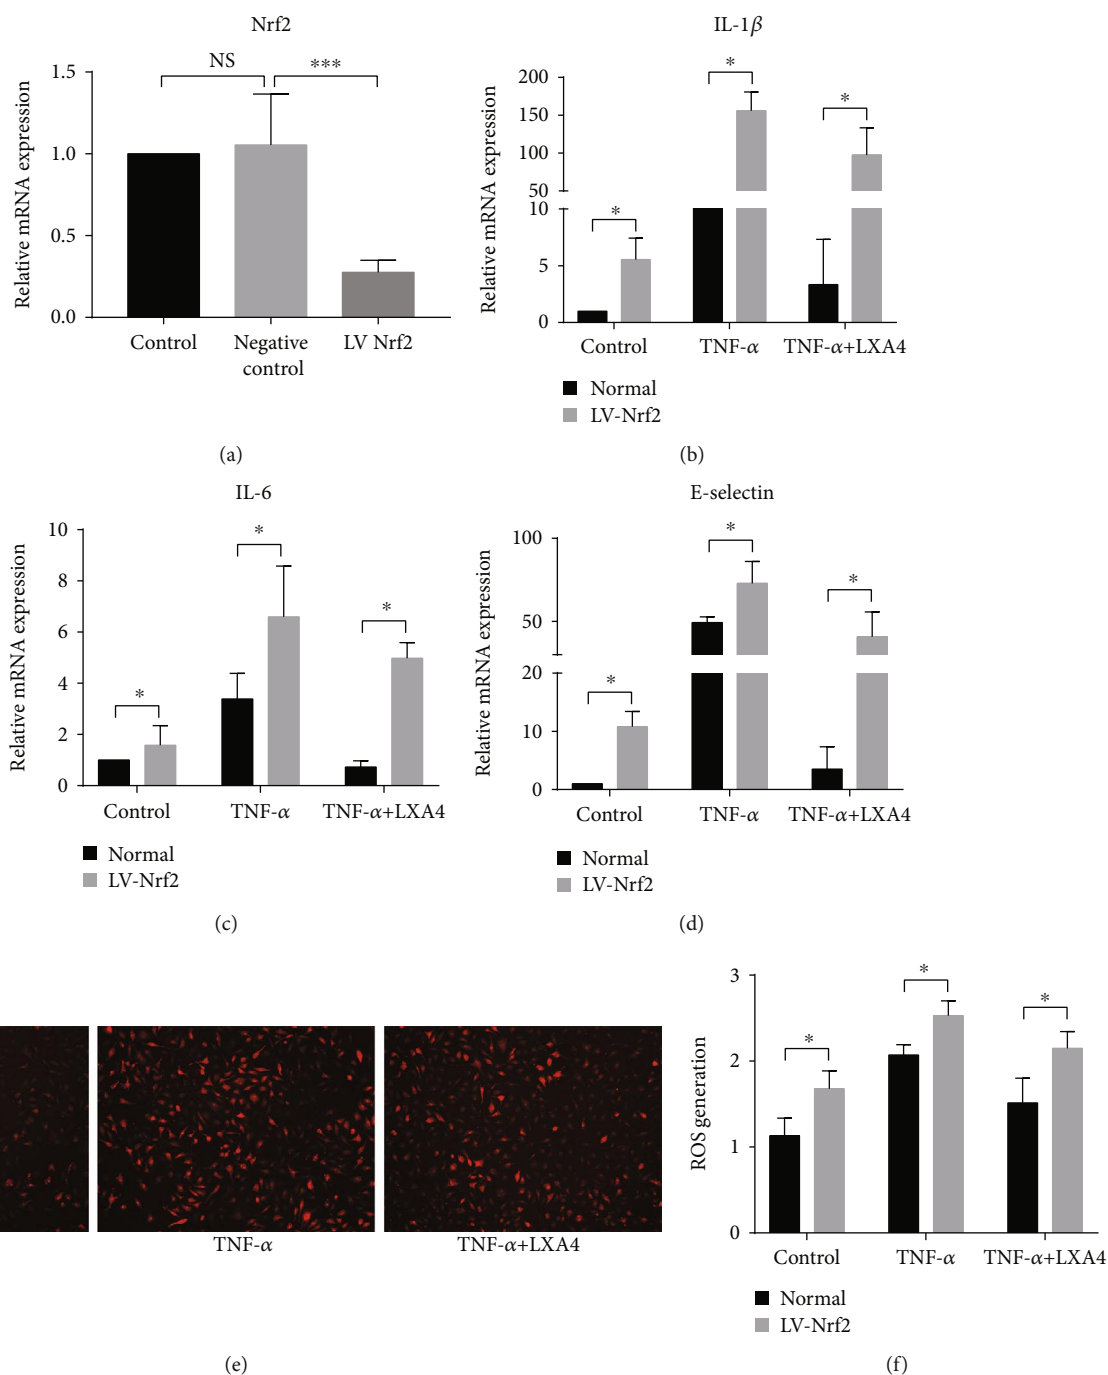 Nrf2
NS
***
Relative mRNA expression
1.5
1.0
0.5
0.0
Control
Negative
control
LV Nrf2
(a)
IL-1β
*
*
*
Relative mRNA expression
200
150
100
50
10
5
0
Control
TNF-α
TNF-α+LXA4
Normal
LV-Nrf2
(b)
IL-6
*
*
*
Relative mRNA expression
10
8
6
4
2
0
Control
TNF-α
TNF-α+LXA4
Normal
LV-Nrf2
(c)
E-selectin
*
*
*
Relative mRNA expression
100
50
20
10
0
Control
TNF-α
TNF-α+LXA4
Normal
LV-Nrf2
(d)
TNF-α
TNF-α+LXA4
(e)
*
*
*
ROS generation
3
2
1
0
Control
TNF-α
TNF-α+LXA4
Normal
LV-Nrf2
(f)